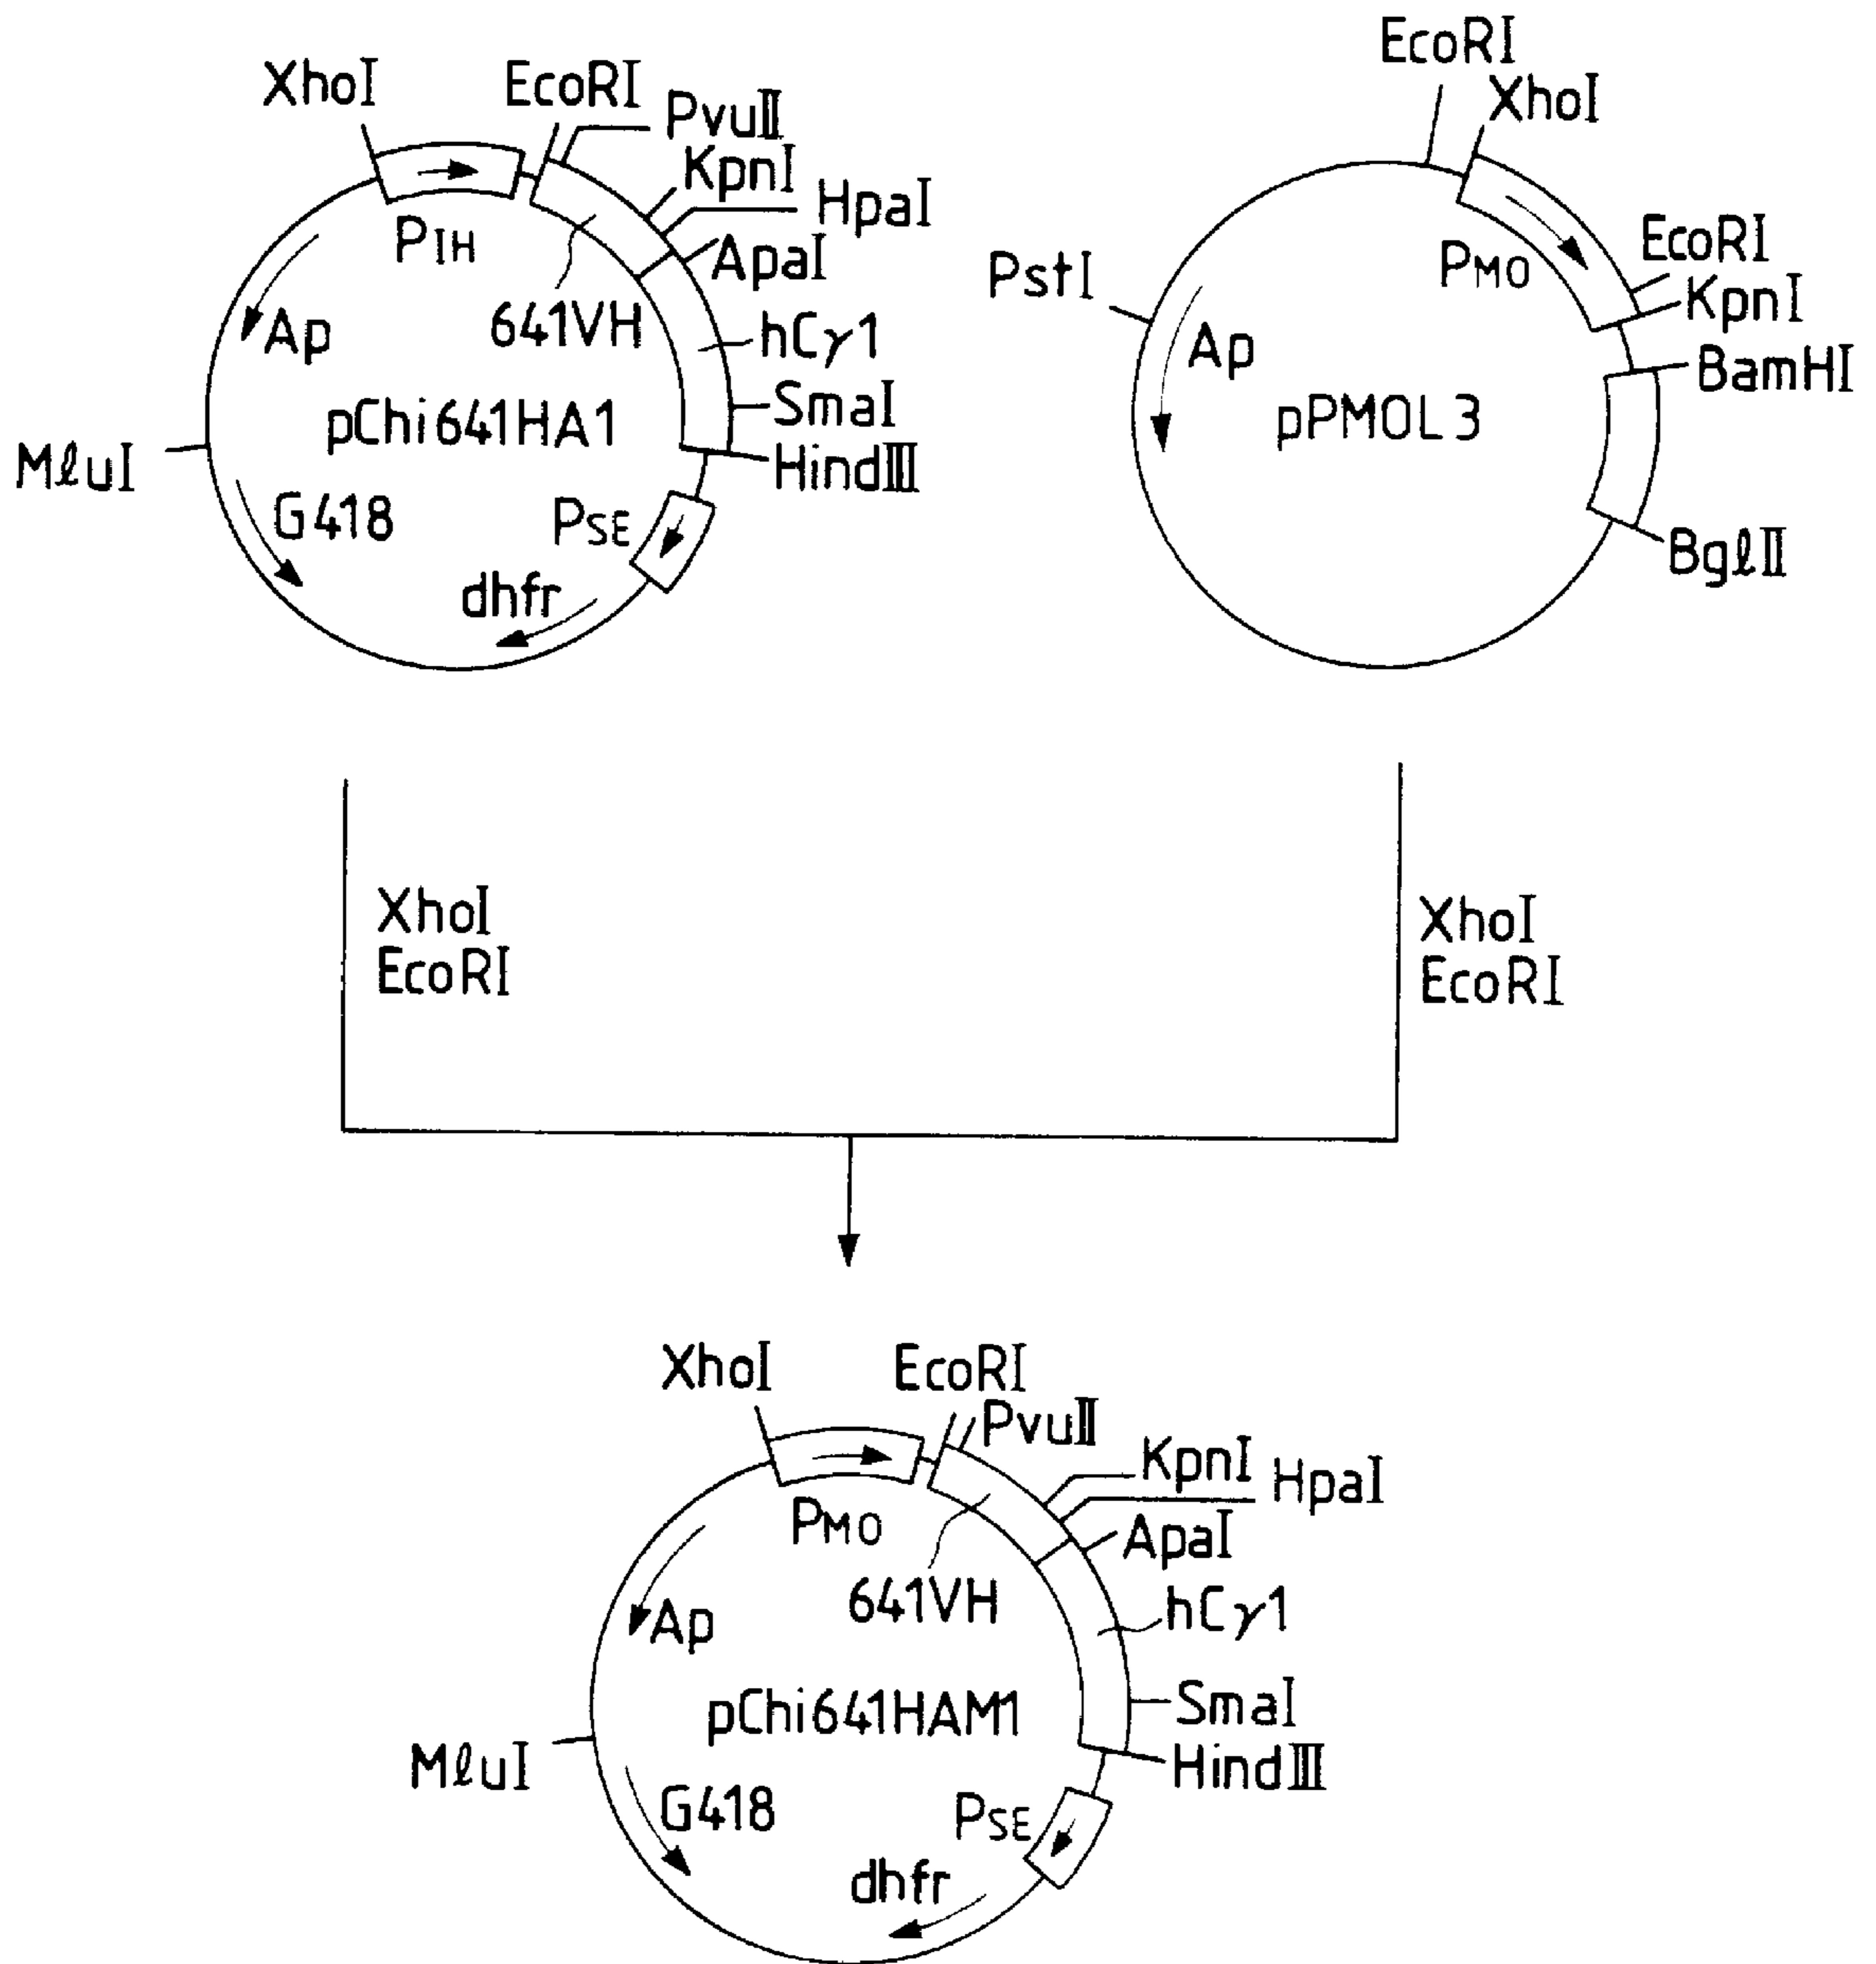 XhoI
EcoRI
PvuII
KpnI
HpaI
ApaI
PIH
641VH
hCγ1
Ap
pChi641HA1
SmaI
HindIII
MluI
G418
PSE
dhfr
EcoRI
XhoI
PstI
PMO
EcoRI
KpnI
Ap
BamHI
pPMOL3
BglII
XhoI
EcoRI
XhoI
EcoRI
XhoI
EcoRI
PvuII
KpnI
HpaI
ApaI
PMO
641VH
hCγ1
Ap
pChi641HAM1
SmaI
HindIII
MluI
G418
PSE
dhfr